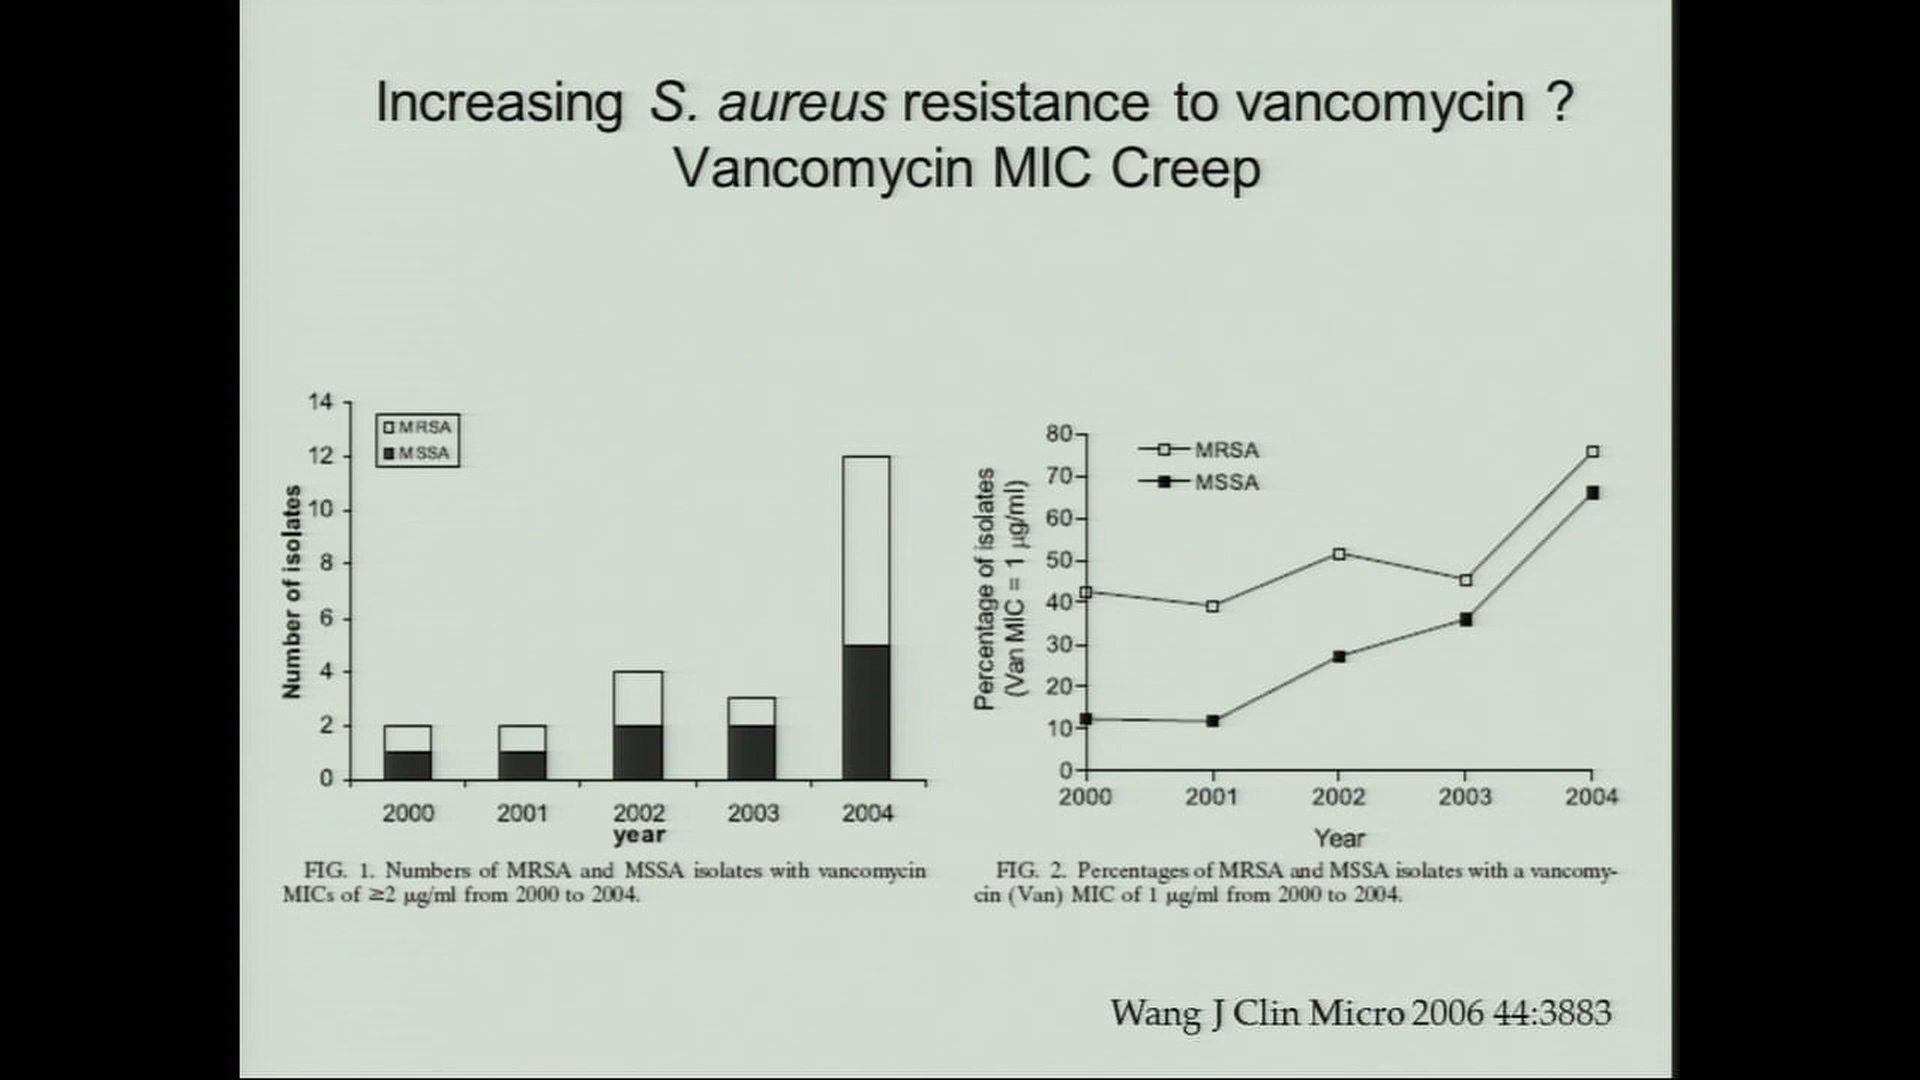 Increasing S. aureus resistance to vancomycin ?
Vancomycin MIC Creep
14
12
10
8
6
4
2
0
Number of isolates
MRSA
MSSA
2000 2001 2002 2003 2004
year
FIG. 1. Numbers of MRSA and MSSA isolates with vancomycin
MICs of ≥2 μg/ml from 2000 to 2004.
80
70
60
50
40
30
20
10
0
Percentage of isolates
(Van MIC = 1 μg/ml)
MRSA
MSSA
2000 2001 2002 2003 2004
Year
FIG. 2. Percentages of MRSA and MSSA isolates with a vancomy-
cin (Van) MIC of 1 μg/ml from 2000 to 2004.
Wang J Clin Micro 2006 44:3883